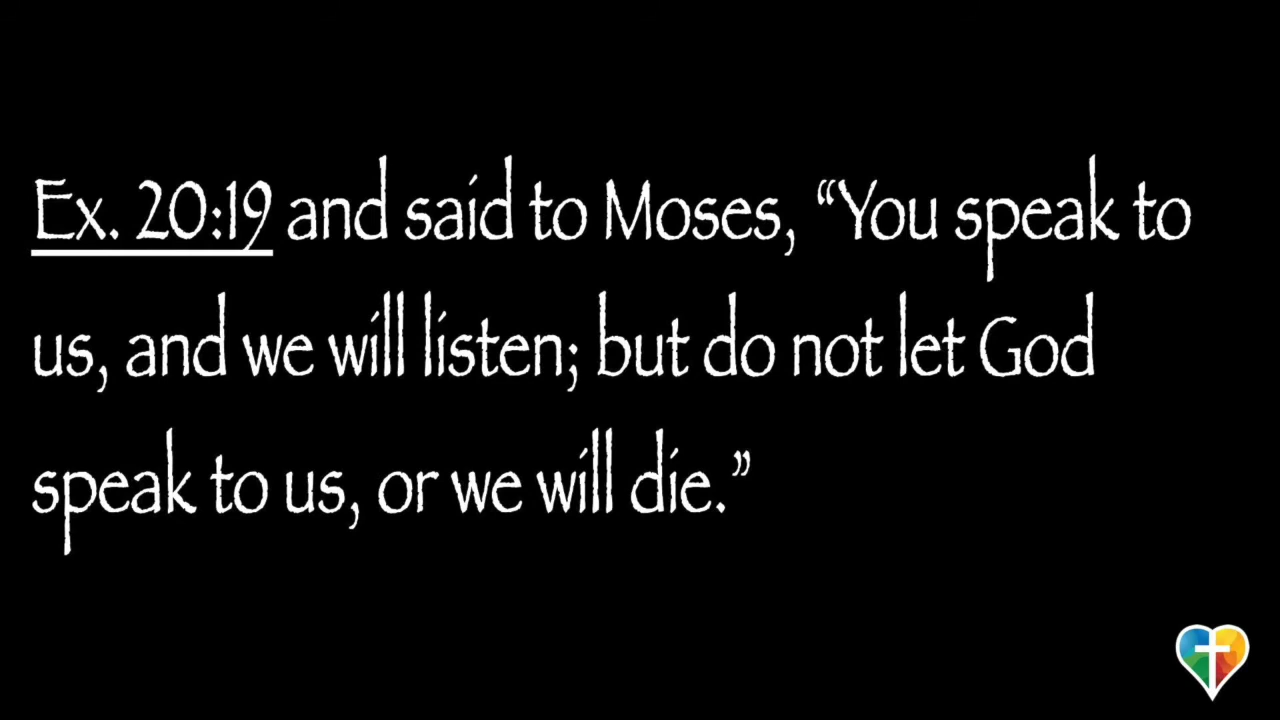 Ex. 20:19 and said to Moses, “You speak to
us, and we will listen; but do not let God
speak to us, or we will die.”